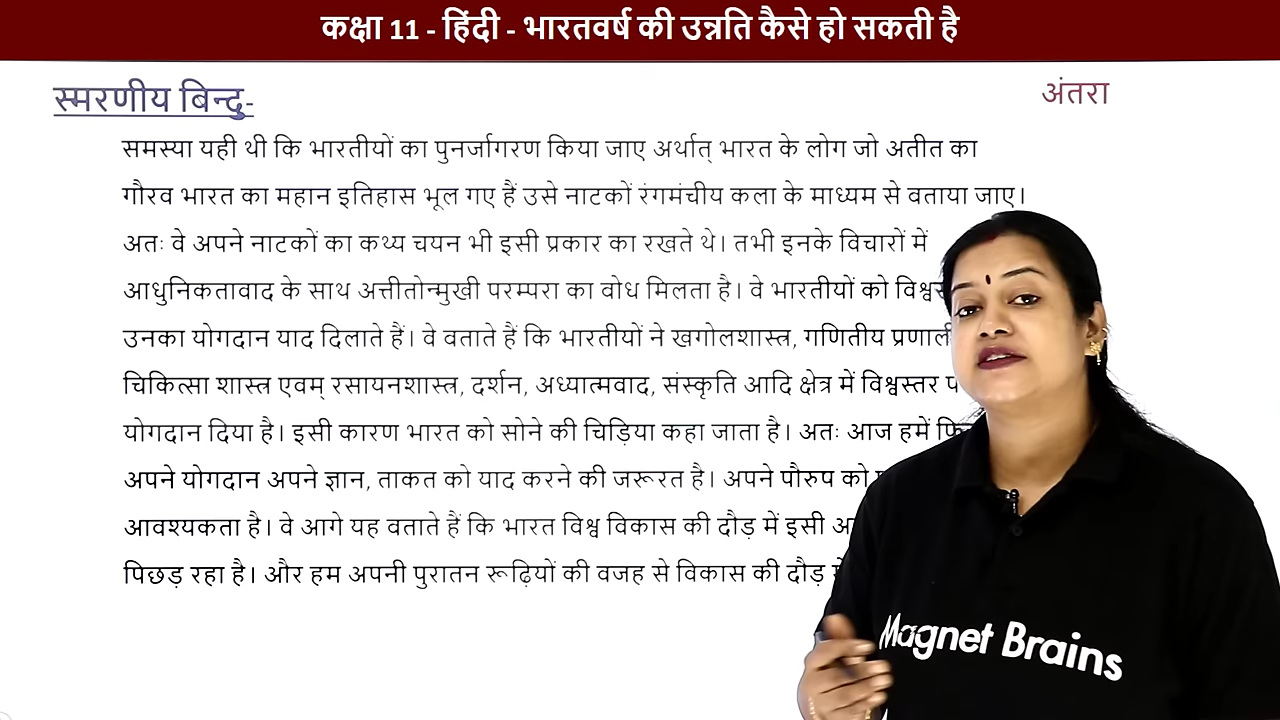 कक्षा 11 - हिंदी - भारतवर्ष की उन्नति कैसे हो सकती है
स्मरणीय बिन्दु-
अंतरा
समस्या यही थी कि भारतीयों का पुनर्जागरण किया जाए अर्थात् भारत के लोग जो अतीत का
गौरव भारत का महान इतिहास भूल गए हैं उसे नाटकों रंगमंचीय कला के माध्यम से वताया जाए।
अतः वे अपने नाटकों का कथ्य चयन भी इसी प्रकार का रखते थे। तभी इनके विचारों में
आधुनिकतावाद के साथ अत्तीतोन्मुखी परम्परा का वोध मिलता है। वे भारतीयों को
उनका योगदान याद दिलाते हैं। वे वताते हैं कि भारतीयों ने खगोलशास्त्र, गणितीय
चिकित्सा शास्त्र एवम् रसायनशास्त्र, दर्शन, अध्यात्मवाद, संस्कृति आदि क्षेत्र में विश्वस्तर
योगदान दिया है। इसी कारण भारत को सोने की चिड़िया कहा जाता है। अतः आज हमें
अपने योगदान अपने ज्ञान, ताकत को याद करने की जरूरत है। अपने पौरुप को
आवश्यकता है। वे आगे यह वताते हैं कि भारत विश्व विकास की दौड़ में इसी
पिछड़ रहा है। और हम अपनी पुरातन रूढ़ियों की वजह से विकास की दौड़
Magnet Brains